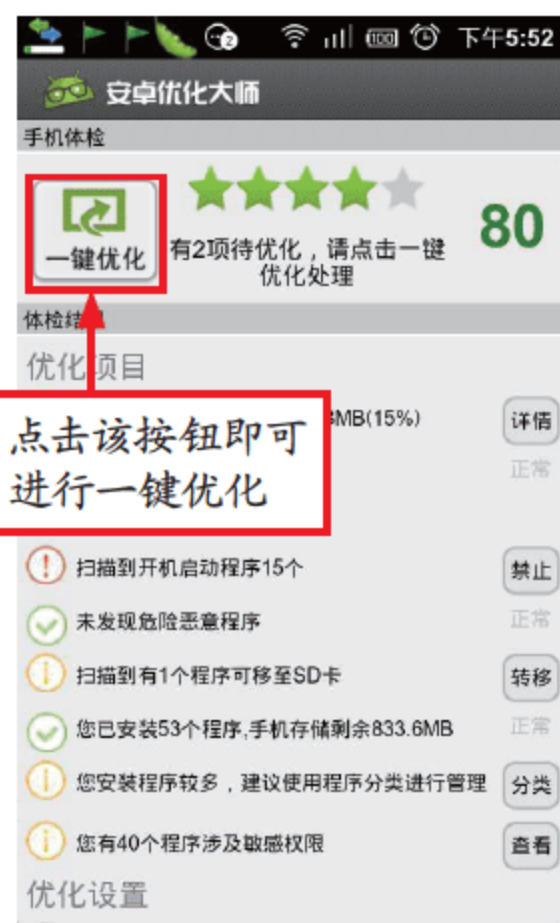 下午5:52
安卓优化大师
手机体检
一键优化
有2项待优化，请点击一键
优化处理
80
体检结
优化项目
点击该按钮即可
进行一键优化
MB(15%)
详情
正常
扫描到开机启动程序15个
禁止
未发现危险恶意程序
正常
扫描到有1个程序可移至SD卡
转移
您已安装53个程序,手机存储剩余833.6MB
正常
您安装程序较多，建议使用程序分类进行管理
分类
您有40个程序涉及敏感权限
查看
优化设置